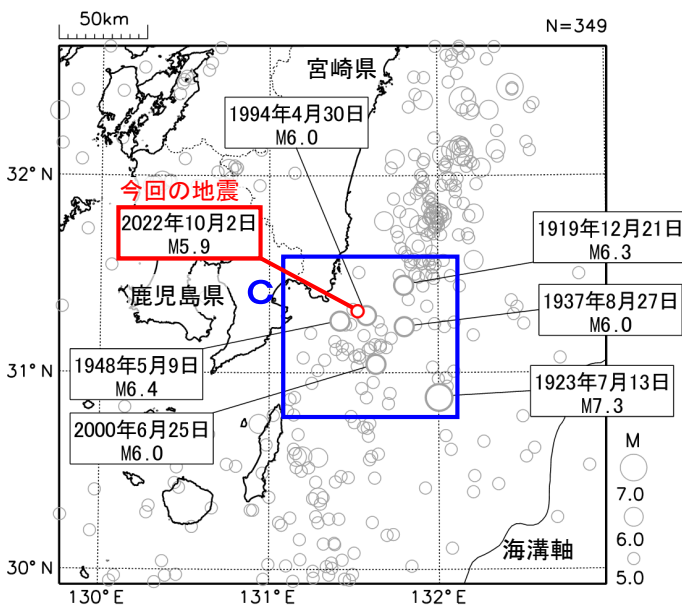 50km
N=349
宮崎県
1994年4月30日
M6.0
32°N
今回の地震
2022年10月2日
M5.9
1919年12月21日
M6.3
C
鹿児島県
1937年8月27日
M6.0
1948年5月9日
M6.4
31°N
1923年7月13日
M7.3
2000年6月25日
M6.0
M
7.0
6.0
5.0
海溝軸
30°N
130°E
131°E
132°E